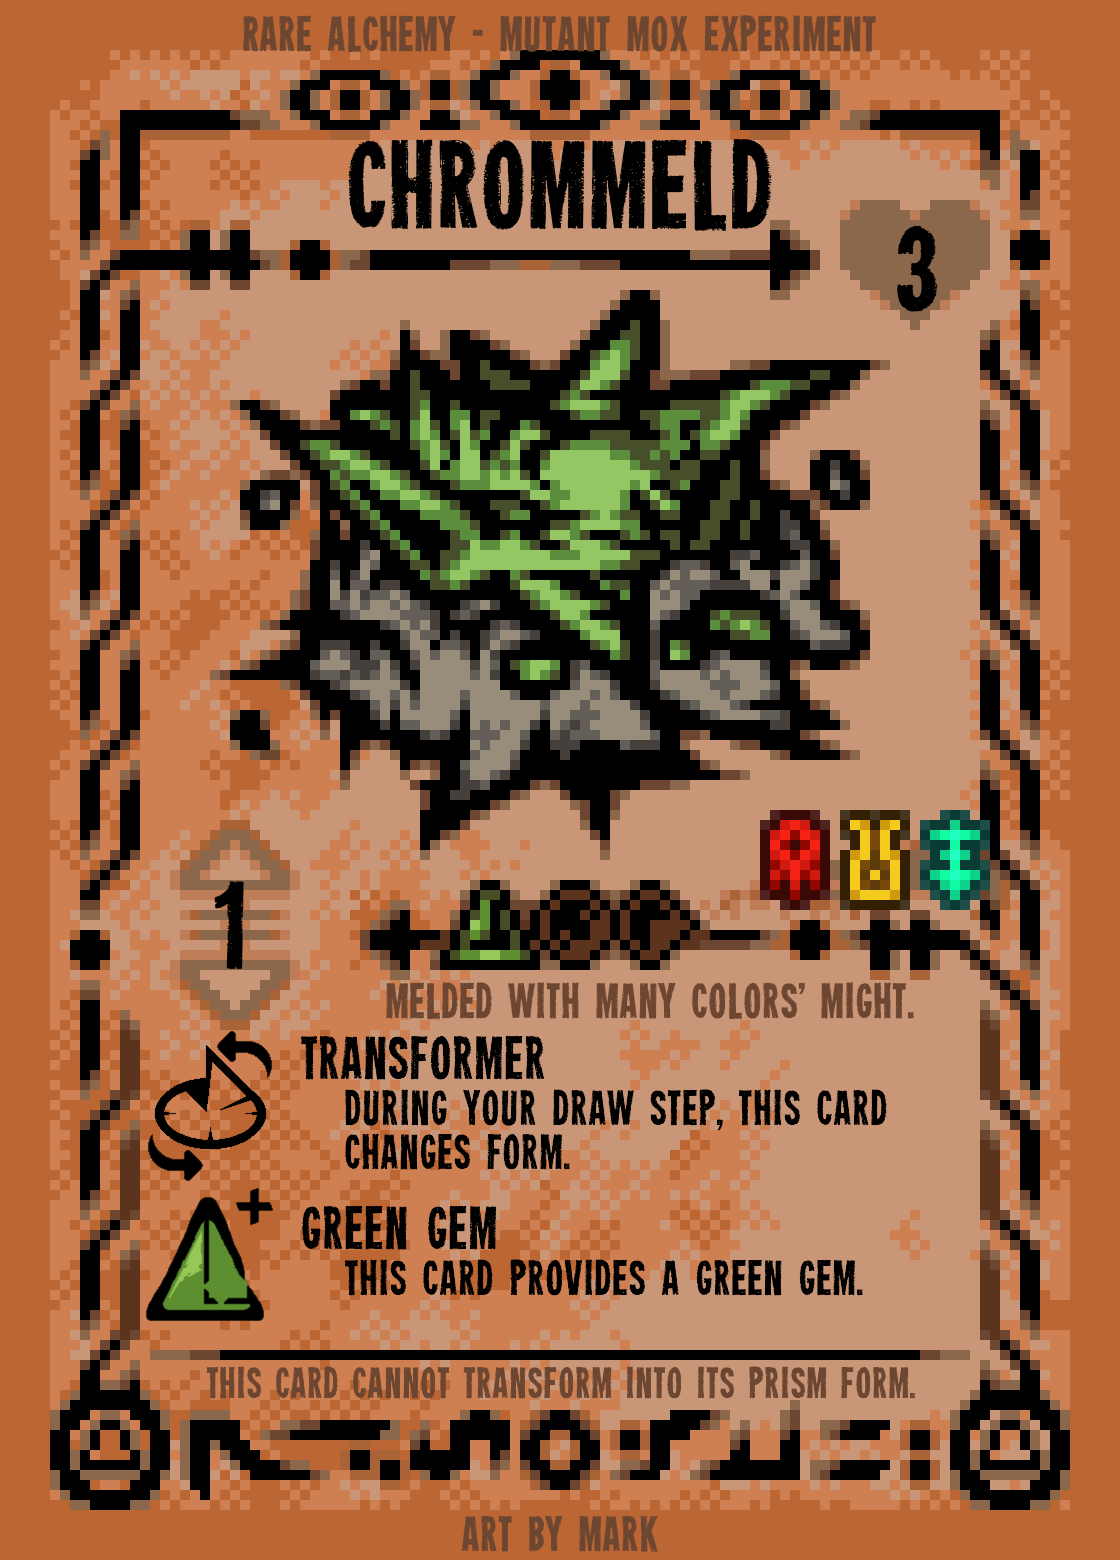 RARE ALCHEMY - MUTANT MOX EXPERIMENT
CHROMMELD
3
1
MELDED WITH MANY COLORS' MIGHT.
TRANSFORMER
DURING YOUR DRAW STEP, THIS CARD
CHANGES FORM.
GREEN GEM
THIS CARD PROVIDES A GREEN GEM.
THIS CARD CANNOT TRANSFORM INTO ITS PRISM FORM.
ART BY MARK